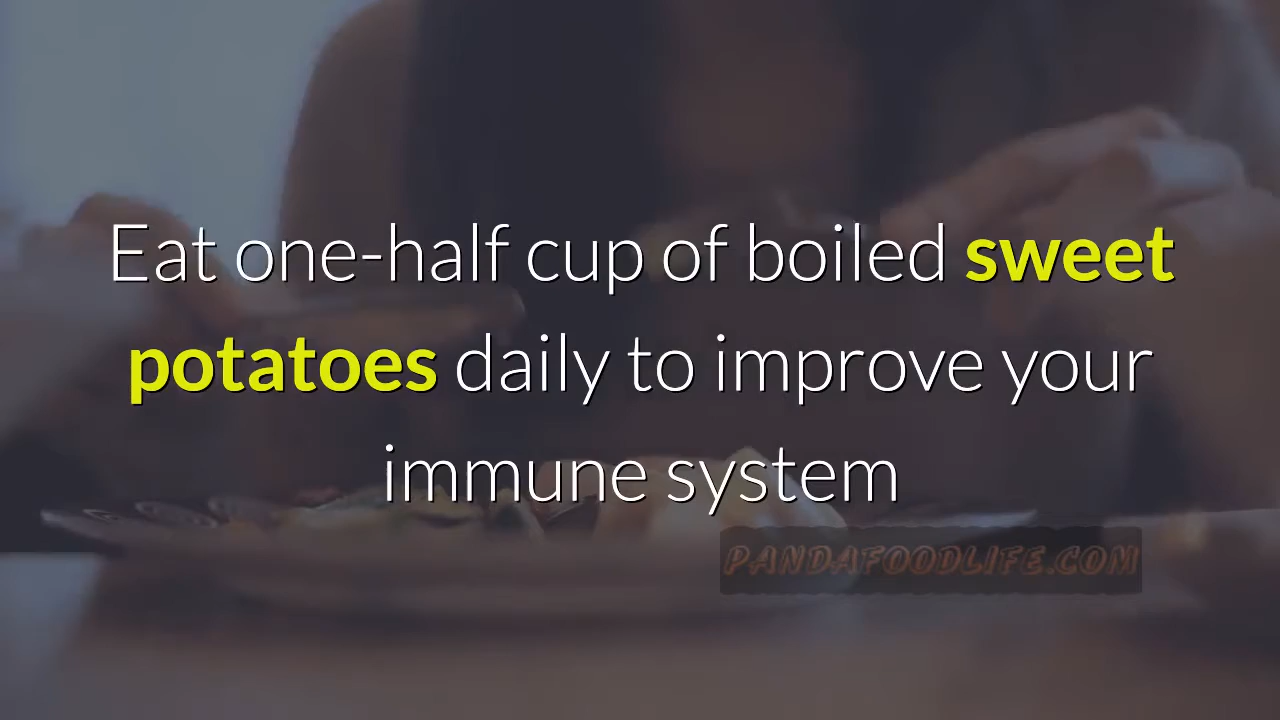 Eat one-half cup of boiled sweet
potatoes daily to improve your
immune system
PANDAFOODLIFE.COM